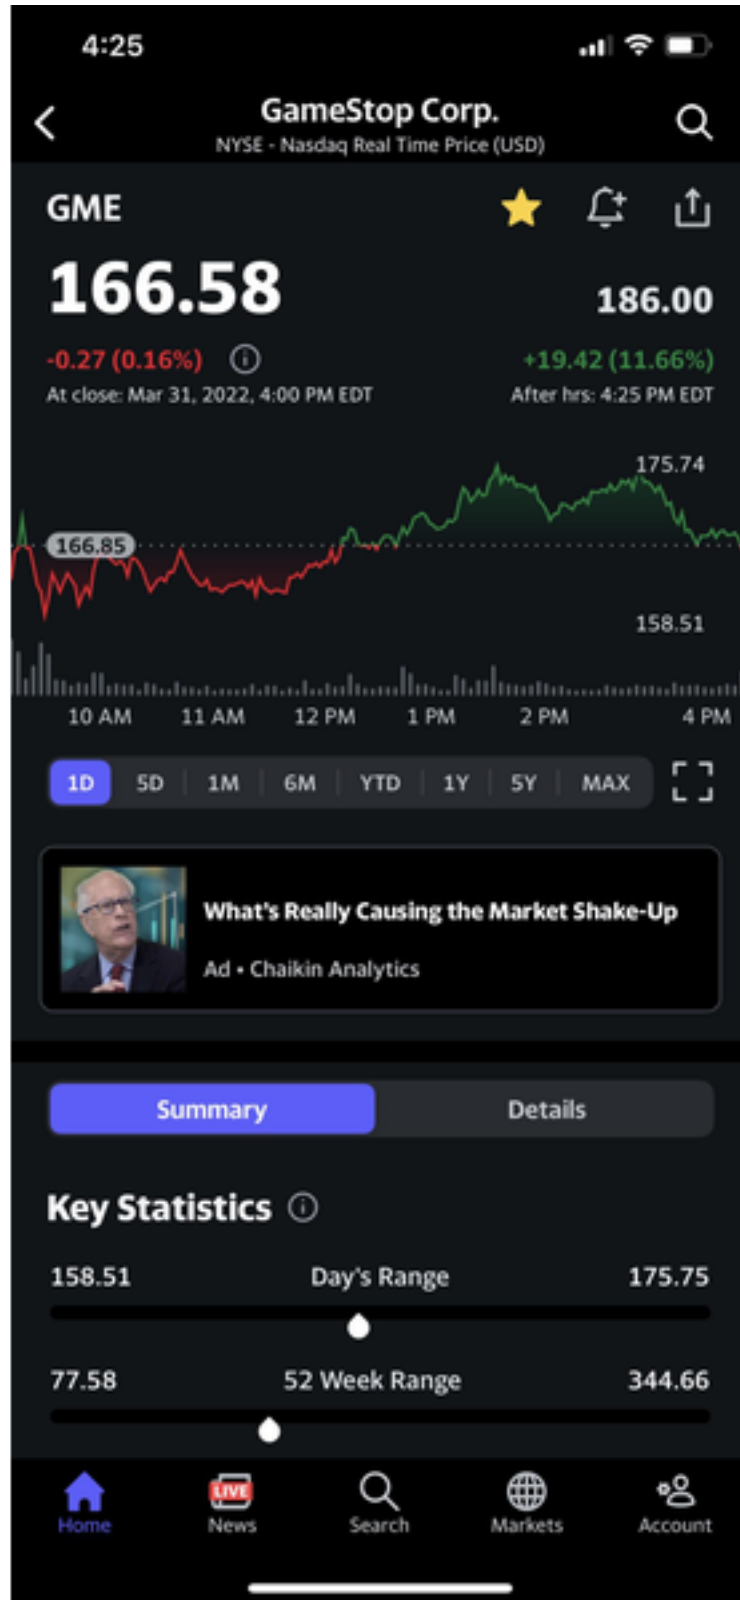 4:25
GameStop Corp.
NYSE - Nasdaq Real Time Price (USD)
GME
166.58
186.00
-0.27 (0.16%)
+19.42 (11.66%)
At close: Mar 31, 2022, 4:00 PM EDT
After hrs: 4:25 PM EDT
175.74
166.85
158.51
10 AM 11 AM 12 PM 1 PM 2 PM 4 PM
1D 5D 1M 6M YTD 1Y 5Y MAX
What's Really Causing the Market Shake-Up
Ad • Chaikin Analytics
Summary Details
Key Statistics
158.51 Day's Range 175.75
77.58 52 Week Range 344.66
LIVE
Home News Search Markets Account